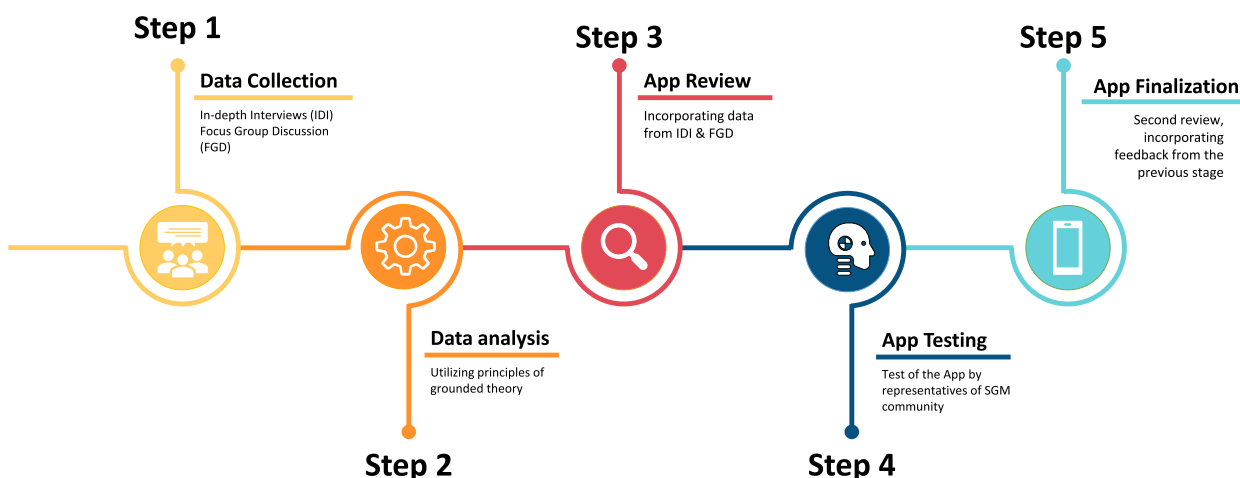 Step 1
Data Collection
In-depth Interviews (IDI)
Focus Group Discussion
(FGD)
Data analysis
Utilizing principles of
grounded theory
Step 2
Step 3
App Review
Incorporating data
from IDI & FGD
App Testing
Test of the App by
representatives of SGM
community
Step 4
Step 5
App Finalization
Second review,
incorporating
feedback from the
previous stage